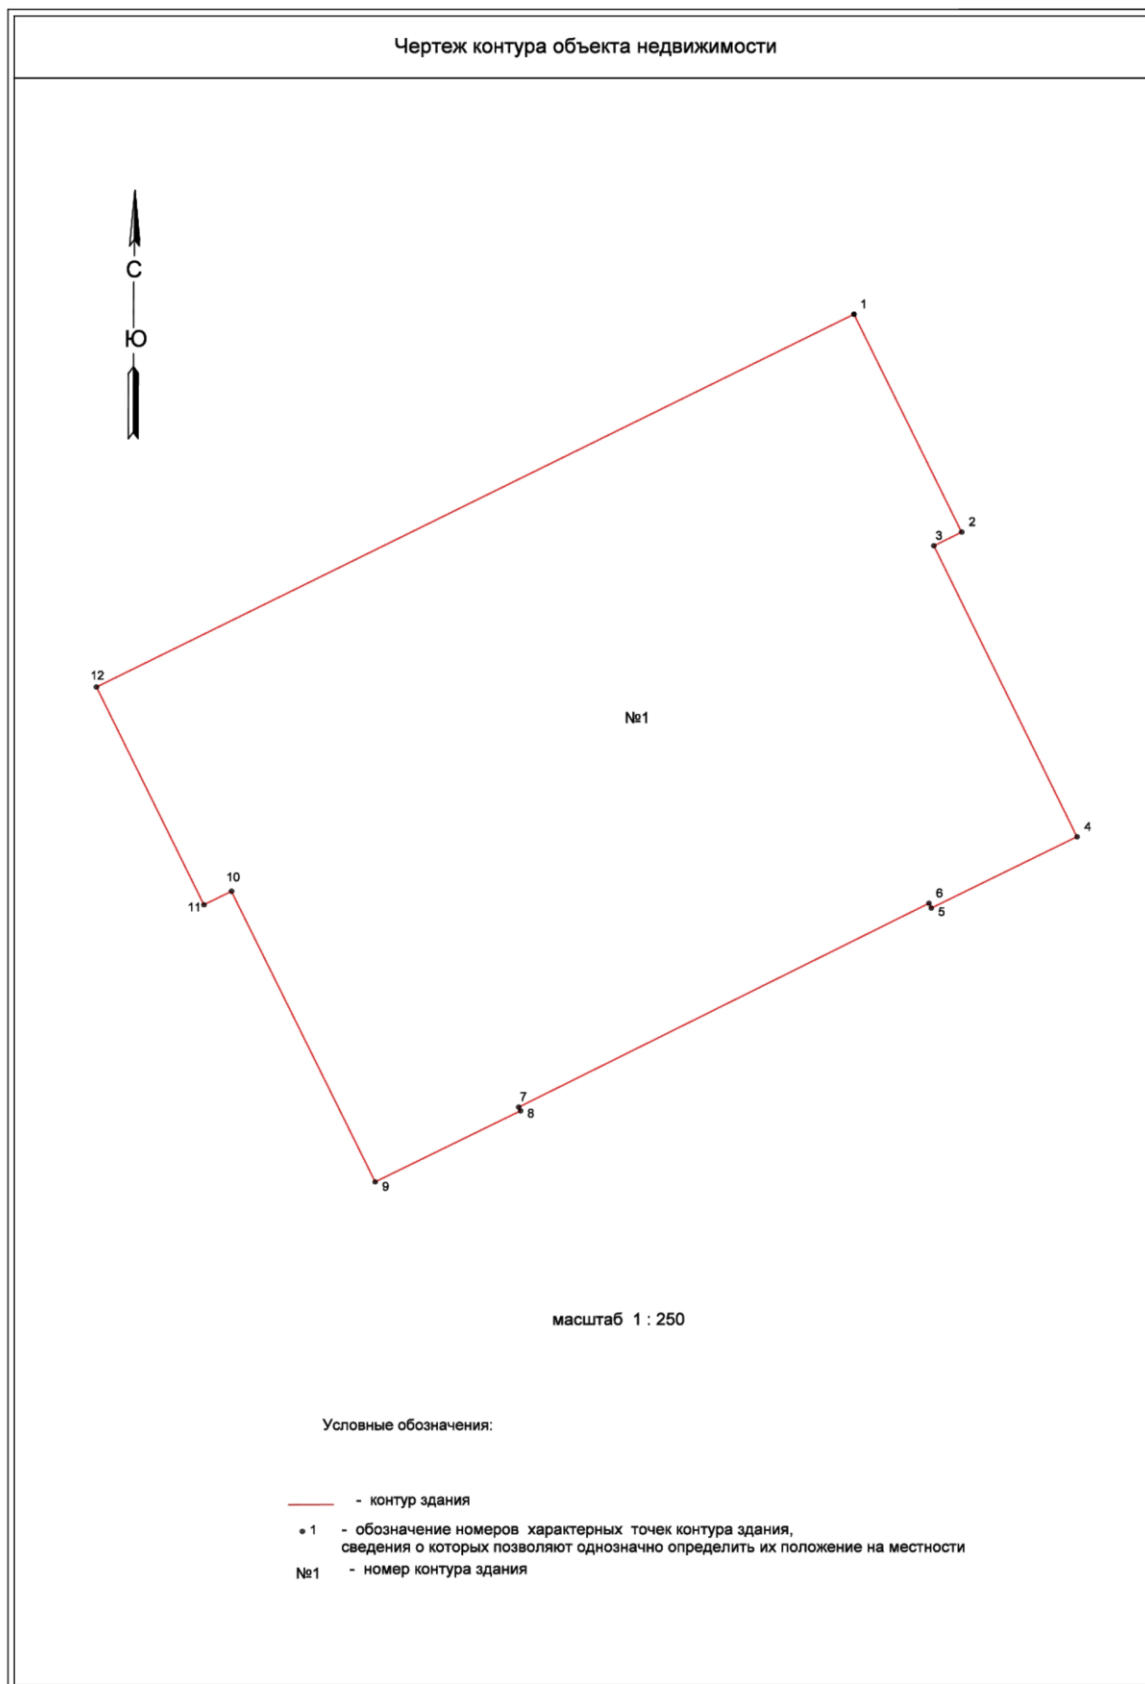 Чертеж контура объекта недвижимости
С
Ю
1
2
3
12
№1
4
10
11
6
5
7
8
9
масштаб 1 : 250
Условные обозначения:
- контур здания
1 - обозначение номеров характерных точек контура здания,
сведения о которых позволяют однозначно определить их положение на местности
№1 - номер контура здания